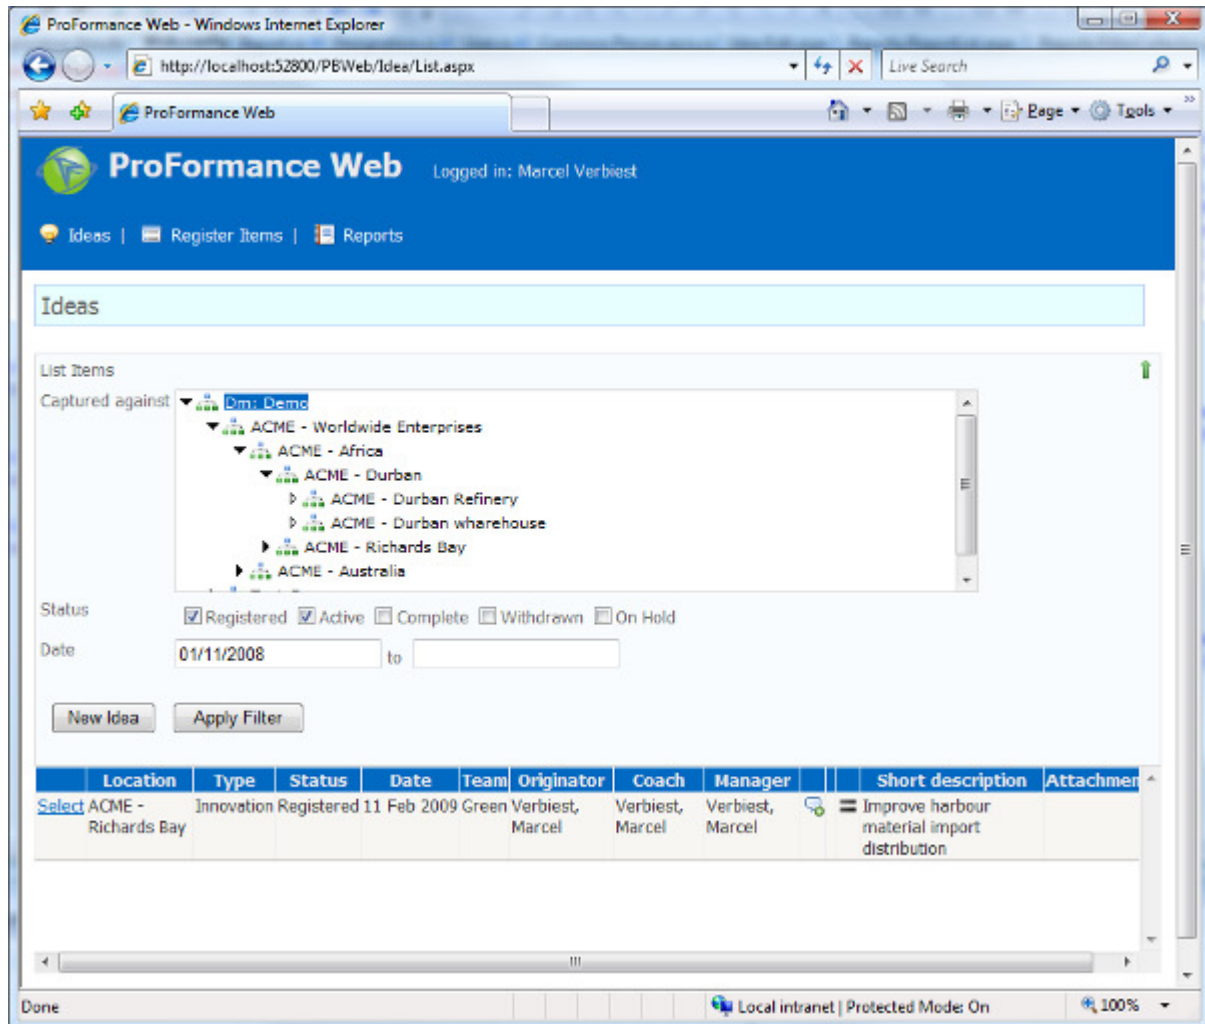 ProFormance Web - Windows Internet Explorer
http://localhost:52800/PBWeb/Idea/List.aspx
Live Search
ProFormance Web
Page
Tools
ProFormance Web
Logged in: Marcel Verbiest
Ideas | Register Items | Reports
Ideas
List Items
Captured against
Dm: Demo
ACME - Worldwide Enterprises
ACME - Africa
ACME - Durban
ACME - Durban Refinery
ACME - Durban wharehouse
ACME - Richards Bay
ACME - Australia
Status
Registered Active Complete Withdrawn On Hold
Date
01/11/2008 to
New Idea Apply Filter
Location Type Status Date Team Originator Coach Manager Short description Attachmen
Select ACME - Innovation Registered 11 Feb 2009 Green Verbiest, Verbiest, Verbiest, Improve harbour
Richards Bay Marcel Marcel Marcel material import
distribution
Done
Local intranet | Protected Mode: On
100%